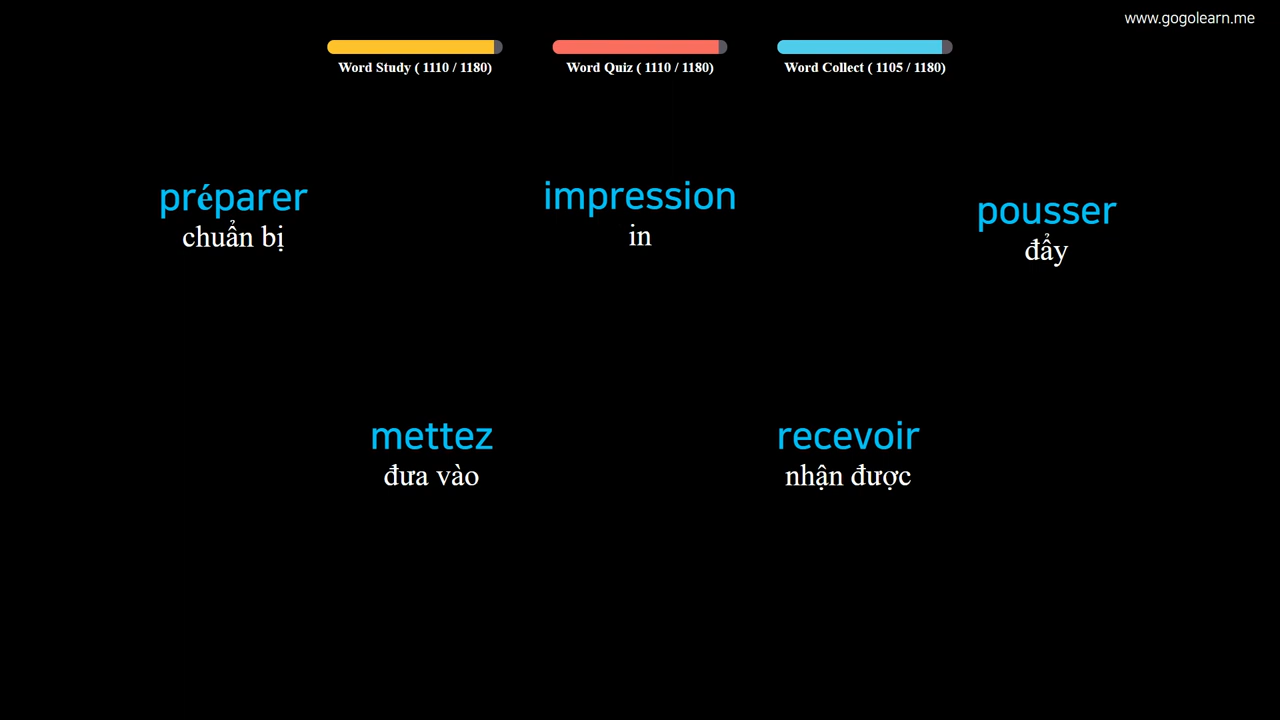 www.gogolearn.me
Word Study ( 1110 / 1180)
Word Quiz ( 1110 / 1180)
Word Collect ( 1105 / 1180)
préparer
chuẩn bị
impression
in
pousser
đẩy
mettez
đưa vào
recevoir
nhận được